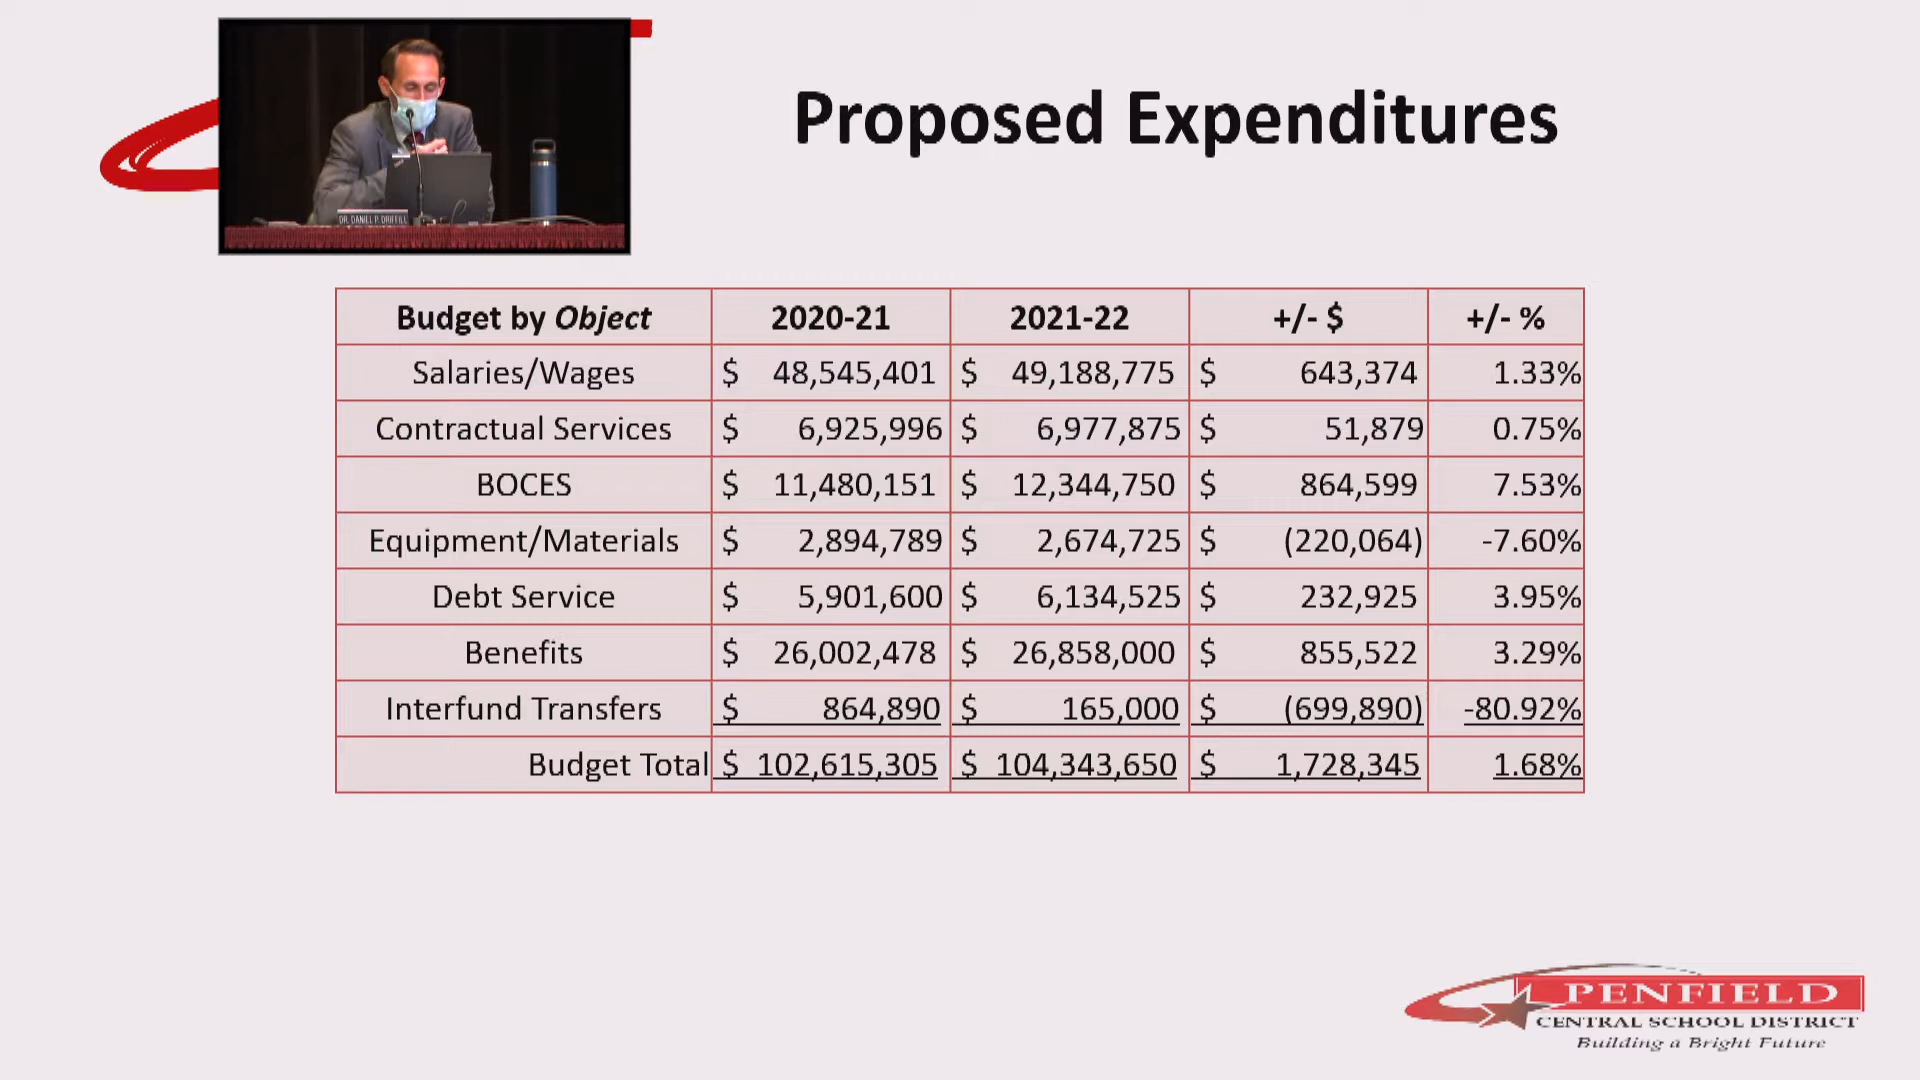 Proposed Expenditures
DR. DANIEL P. DRIFFILL
Budget by Object 2020-21 2021-22 +/- $ +/- %
Salaries/Wages $ 48,545,401 $ 49,188,775 $ 643,374 1.33%
Contractual Services $ 6,925,996 $ 6,977,875 $ 51,879 0.75%
BOCES $ 11,480,151 $ 12,344,750 $ 864,599 7.53%
Equipment/Materials $ 2,894,789 $ 2,674,725 $ (220,064) -7.60%
Debt Service $ 5,901,600 $ 6,134,525 $ 232,925 3.95%
Benefits $ 26,002,478 $ 26,858,000 $ 855,522 3.29%
Interfund Transfers $ 864,890 $ 165,000 $ (699,890) -80.92%
Budget Total $ 102,615,305 $ 104,343,650 $ 1,728,345 1.68%
PENFIELD
CENTRAL SCHOOL DISTRICT
Building a Bright Future